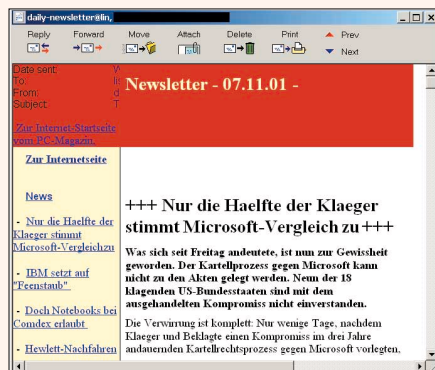 daily-newsletter@lin,
Reply Forward Move Attach Delete Print Prev
Next
Date sent: W
To: li
From: d
Subject: T
Zur Internet-Startseite
vom PC-Magazin.
Newsletter - 07.11.01 -
Zur Internetseite
News
- Nur die Haelfte der
Klaeger stimmt
Microsoft-Vergleichzu
- IBM setzt auf
"Feenstaub"
- Doch Notebooks bei
Comdex erlaubt
- Hewlett-Nachfahren
+++ Nur die Haelfte der Klaeger
stimmt Microsoft-Vergleich zu +++
Was sich seit Freitag andeutete, ist nun zur Gewissheit
geworden. Der Kartellprozess gegen Microsoft kann
nicht zu den Akten gelegt werden. Neun der 18
klagenden US-Bundesstaaten sind mit dem
ausgehandelten Kompromiss nicht einverstanden.
Die Verwirrung ist komplett: Nur wenige Tage, nachdem
Klaeger und Beklagte einen Kompromiss im drei Jahre
andauernden Kartellrechtsprozess gegen Microsoft vorlegten,